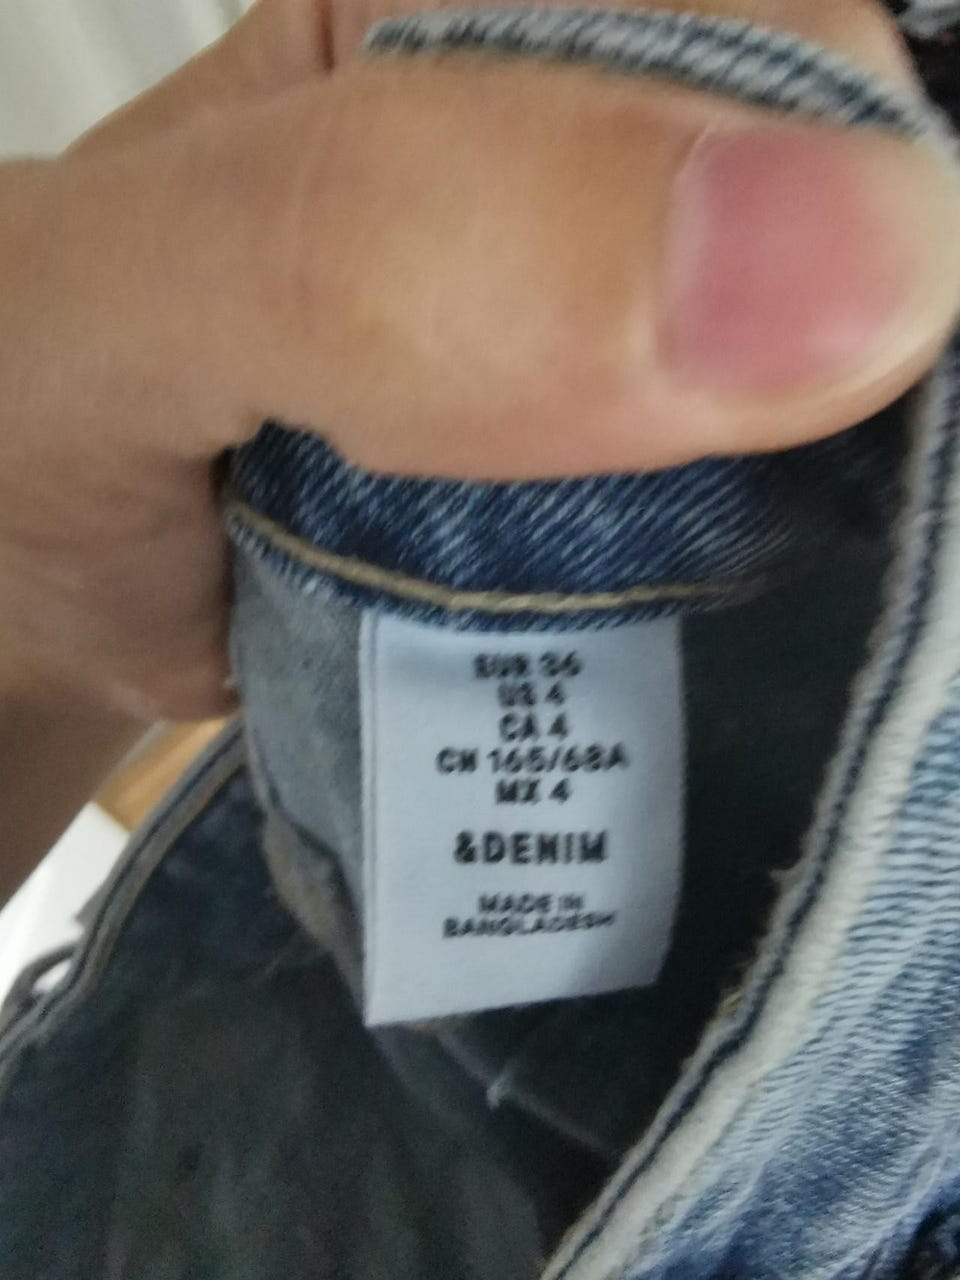 EUR 36
US 4
CA 4
CN 165/68A
MX 4
&DENIM
MADE IN
BANGLADESH